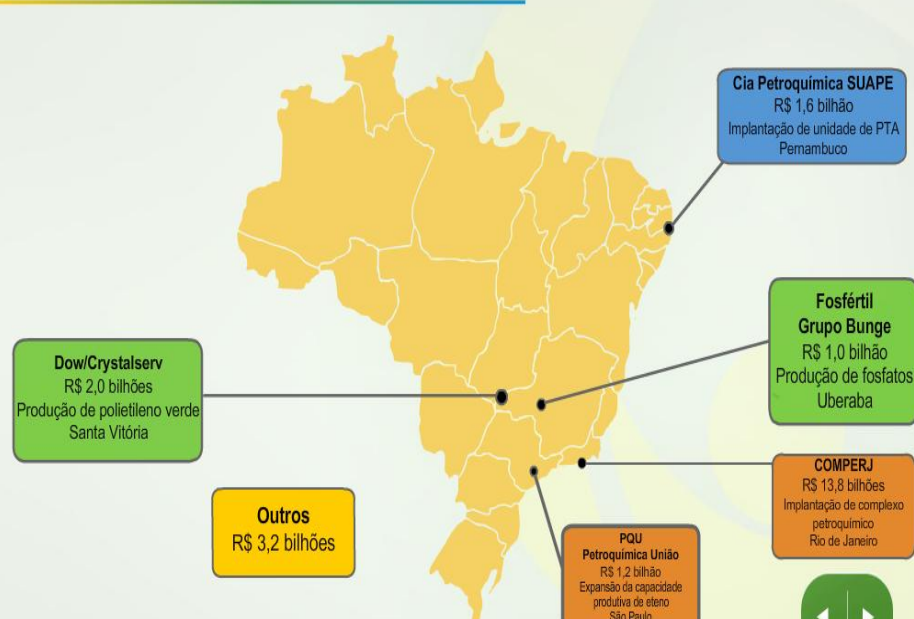 Cia Petroquímica SUAPE
R$ 1,6 bilhão
Implantação de unidade de PTA
Pernambuco
Fosfértil
Grupo Bunge
R$ 1,0 bilhão
Produção de fosfatos
Uberaba
Dow/Crystalserv
R$ 2,0 bilhões
Produção de polietileno verde
Santa Vitória
COMPERJ
R$ 13,8 bilhões
Implantação de complexo
petroquímico
Rio de Janeiro
Outros
R$ 3,2 bilhões
PQU
Petroquímica União
R$ 1,2 bilhão
Expansão da capacidade
produtiva de eteno
São Paulo